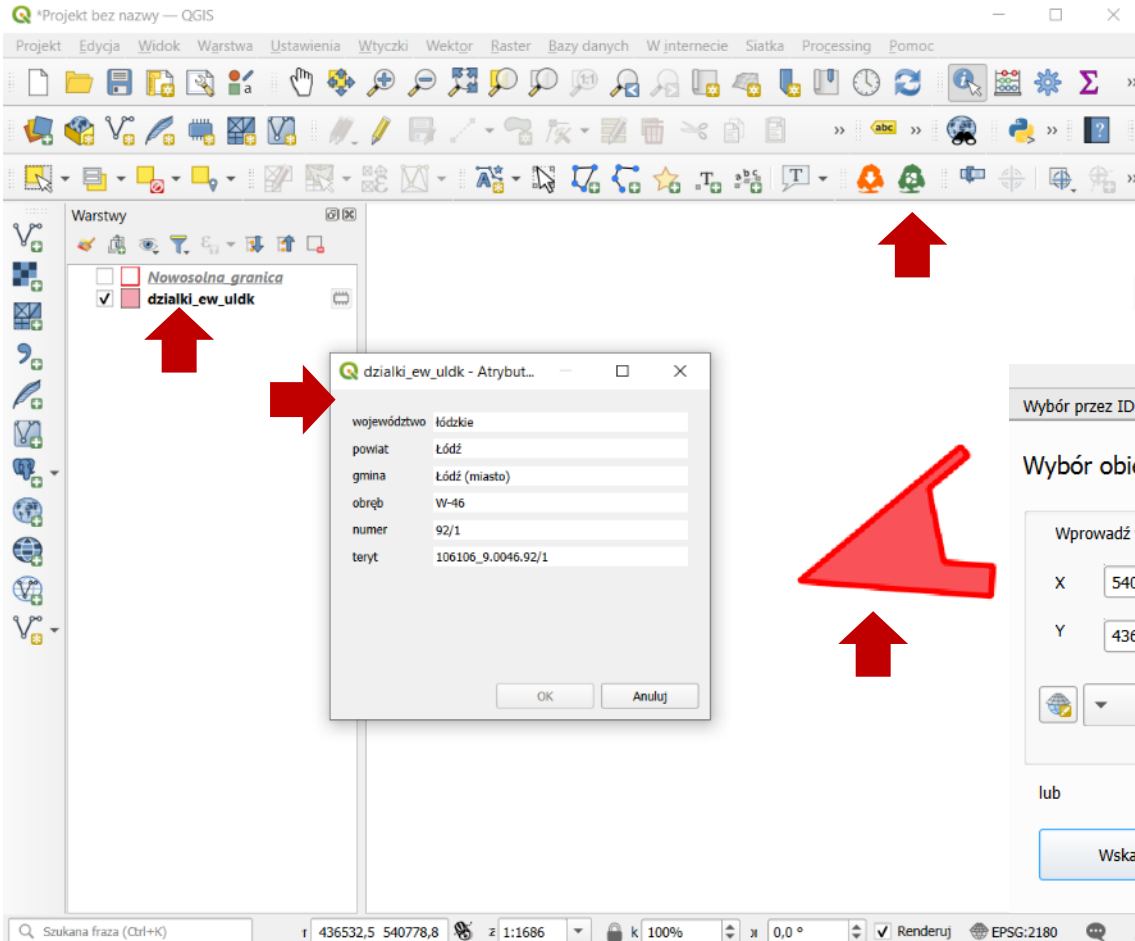 *Projekt bez nazwy — QGIS
Projekt Edycja Widok Warstwa Ustawienia Wtyczki Wektor Raster Bazy danych W internecie Siatka Processing Pomoc
Warstwy
Nowosolna_granica
dzialki_ew_uldk
dzialki_ew_uldk - Atrybut...
województwo łódzkie
powiat Łódź
gmina Łódź (miasto)
obręb W-46
numer 92/1
teryt 106106_9.0046.92/1
OK Anuluj
Wybór przez ID
Wybór obie
Wprowadź
X 540
Y 436
lub
Wska
Szukana fraza (Ctrl+K) 436532,5 540778,8 1:1686 k 100% 0,0 ° Renderuj EPSG:2180